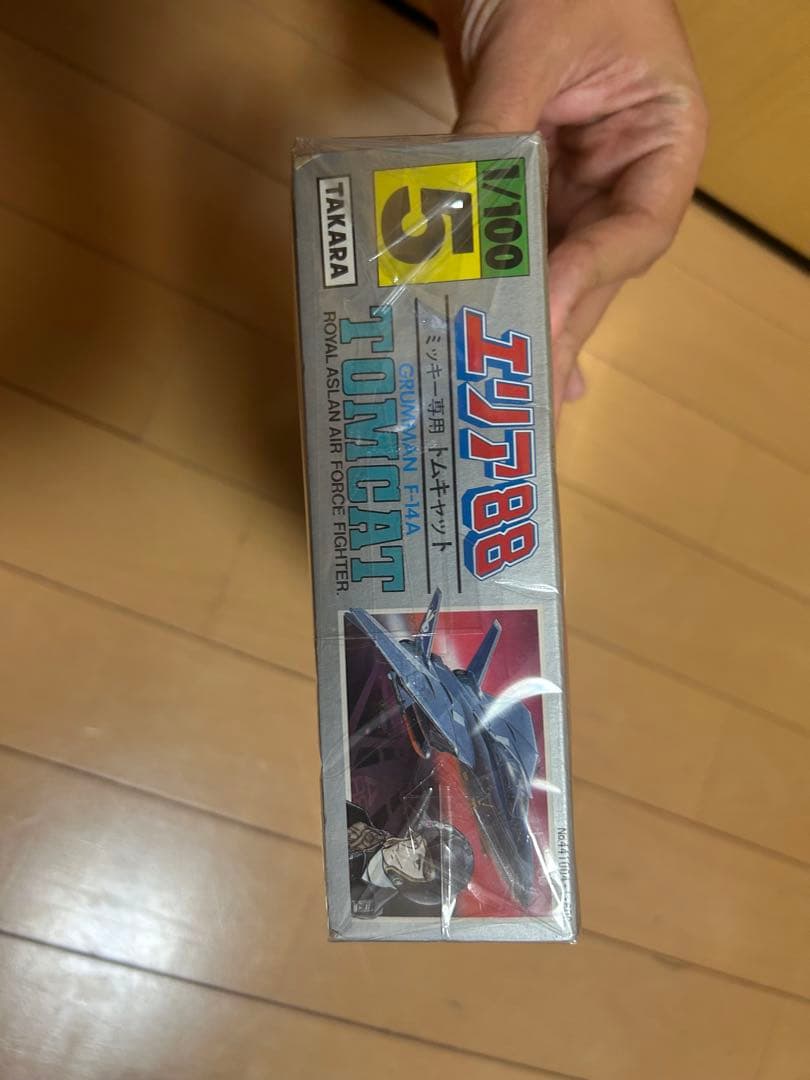 1/100
5
TAKARA
エリア88
ミッキー専用 トムキャット
GRUMMAN F-14A
TOMCAT
ROYAL ASLAN AIR FORCE FIGHTER.